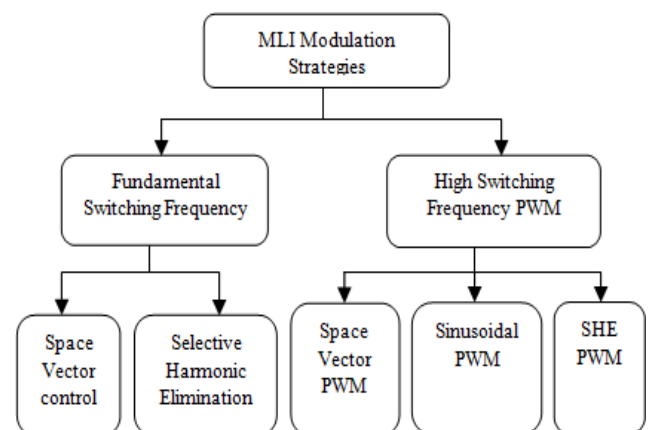 MLI Modulation
Strategies
Fundamental
Switching Frequency
High Switching
Frequency PWM
Space
Vector
control
Selective
Harmonic
Elimination
Space
Vector
PWM
Sinusoidal
PWM
SHE
PWM